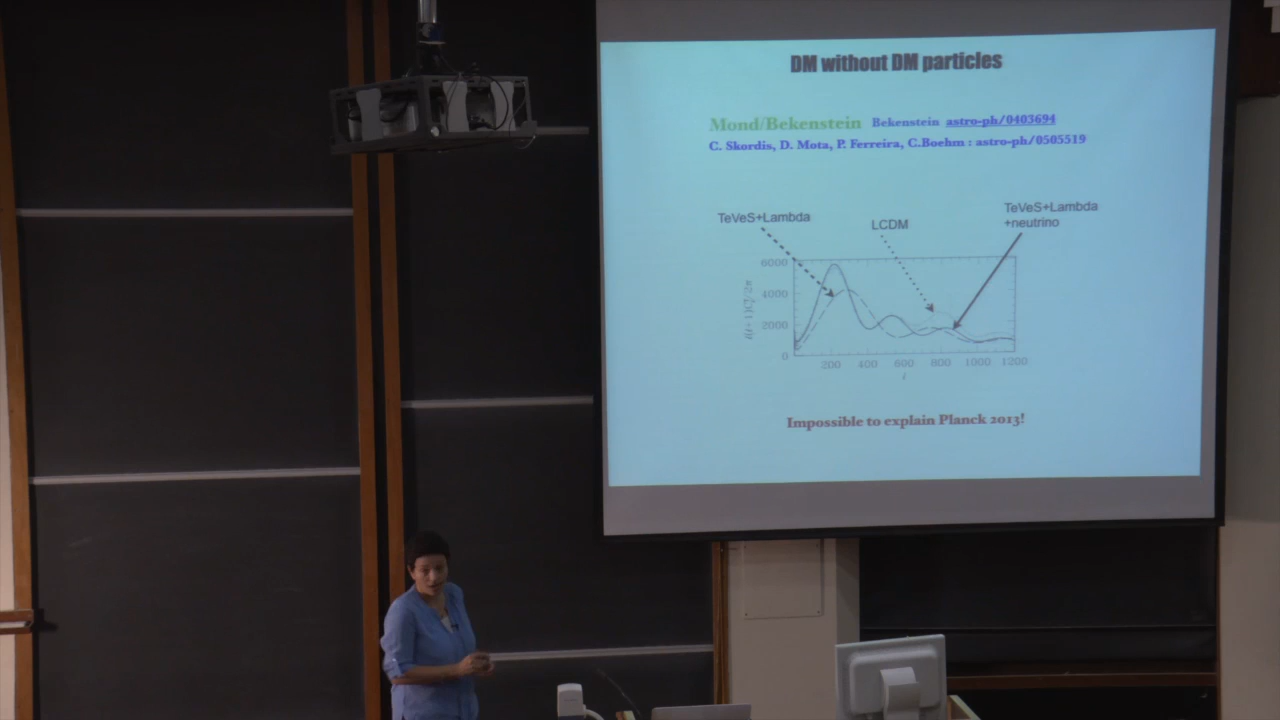 DM without DM particles
Mond/Bekenstein Bekenstein astro-ph/0403694
C. Skordis, D. Mota, P. Ferreira, C.Boehm : astro-ph/0505519
TeVeS+Lambda
LCDM
TeVeS+Lambda
+neutrino
6000
4000
2000
0
200 400 600 800 1000 1200
Impossible to explain Planck 2013!